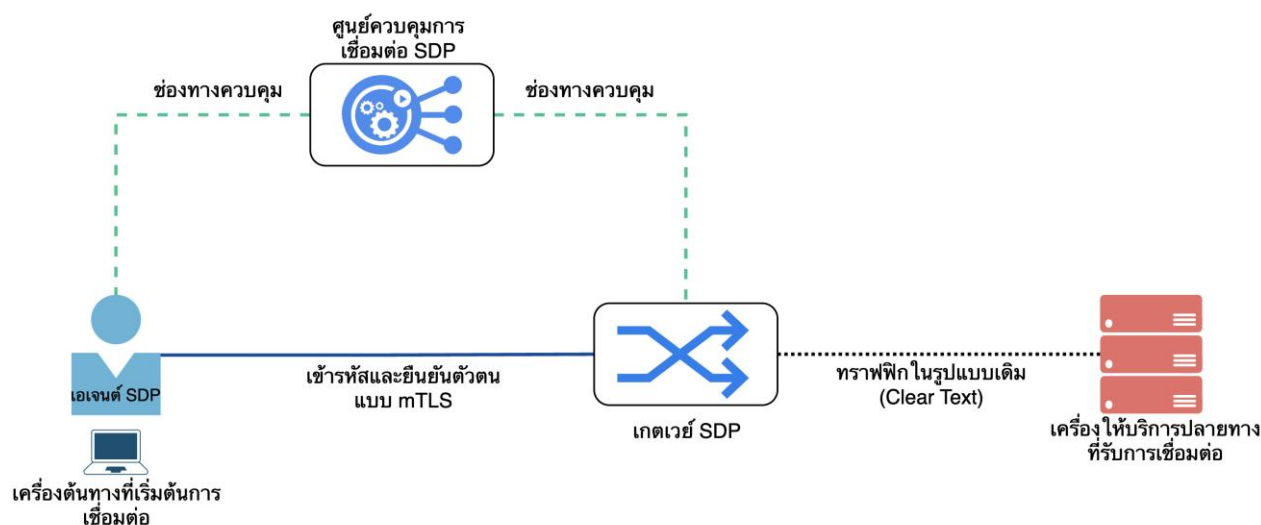 ศูนย์ควบคุมการ
เชื่อมต่อ SDP
ช่องทางควบคุม
ช่องทางควบคุม
เอเจนต์ SDP
เข้ารหัสและยืนยันตัวตน
แบบ mTLS
เกตเวย์ SDP
ทราฟฟิกในรูปแบบเดิม
(Clear Text)
เครื่องให้บริการปลายทาง
ที่รับการเชื่อมต่อ
เครื่องต้นทางที่เริ่มต้นการ
เชื่อมต่อ